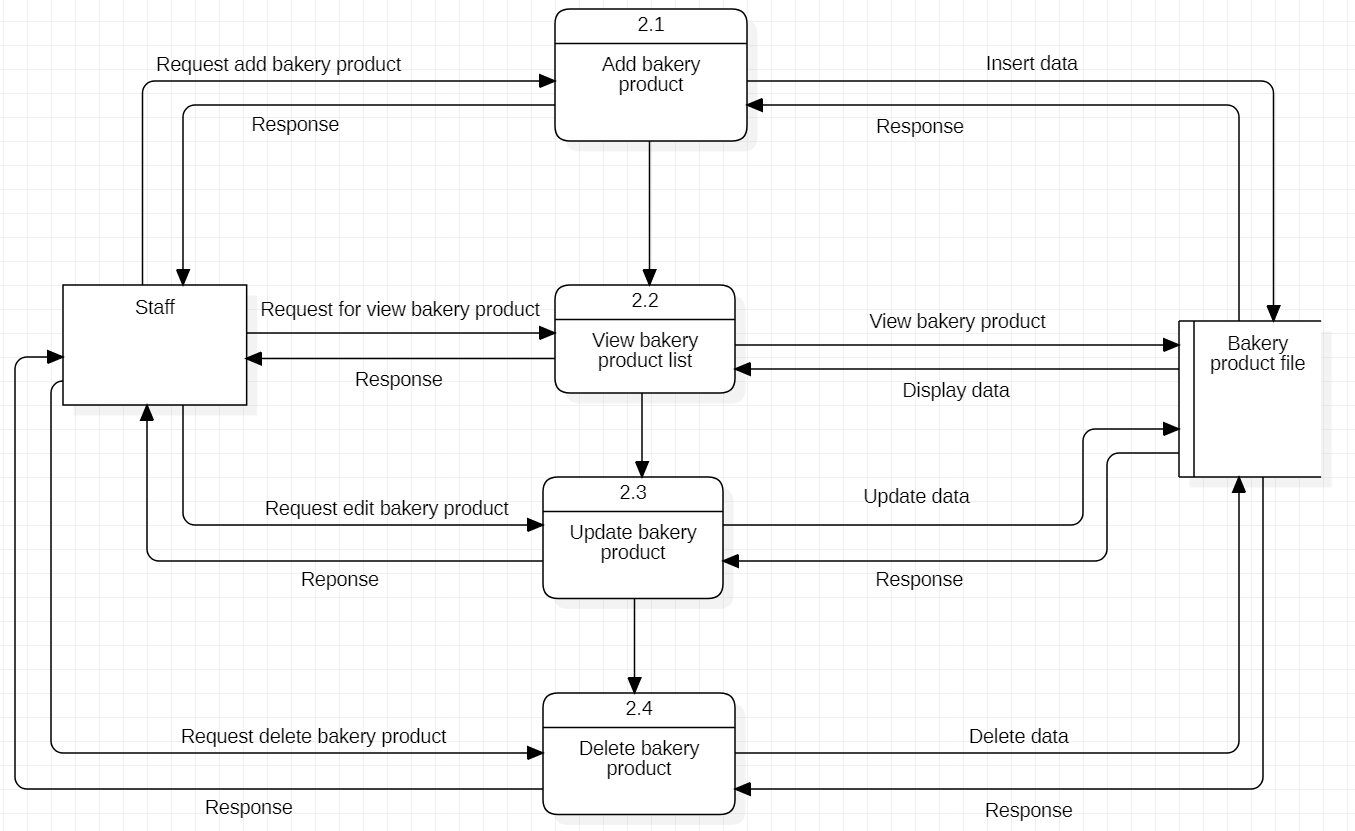 2.1
Add bakery
product
Request add bakery product
Insert data
Response
Response
Staff
2.2
View bakery
product list
Request for view bakery product
View bakery product
Response
Display data
Bakery
product file
2.3
Update bakery
product
Request edit bakery product
Update data
Reponse
Response
2.4
Delete bakery
product
Request delete bakery product
Delete data
Response
Response